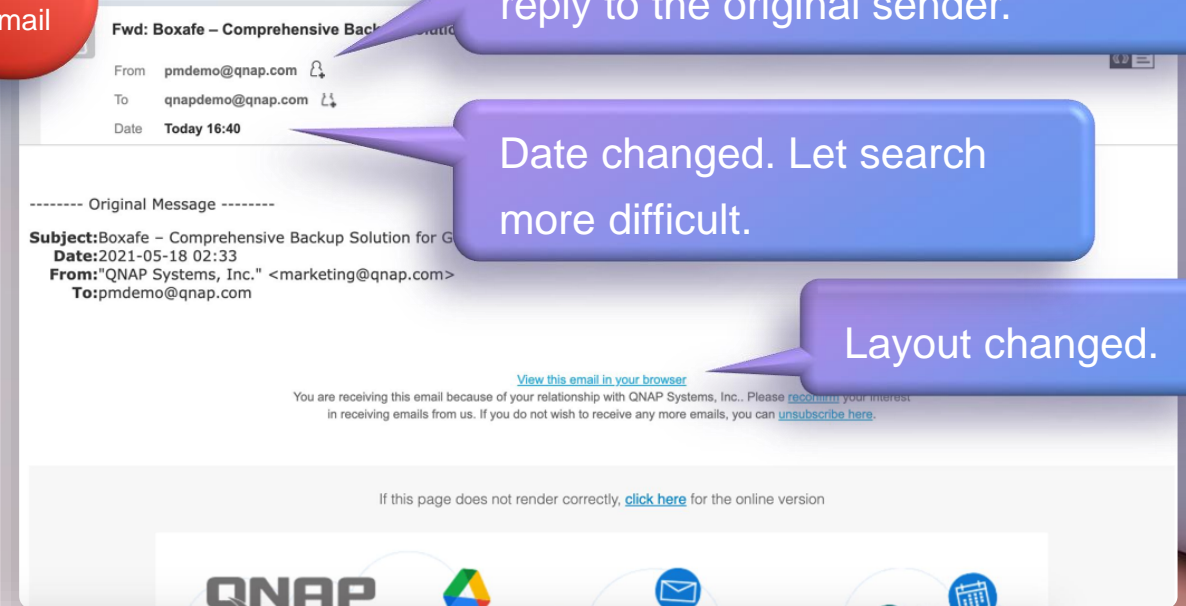 mail
reply to the original sender.
Fwd: Boxafe – Comprehensive Backup Solution
From pmdemo@qnap.com
To qnapdemo@qnap.com
Date Today 16:40
Date changed. Let search
more difficult.
-------- Original Message --------
Subject:Boxafe – Comprehensive Backup Solution for G
Date:2021-05-18 02:33
From:"QNAP Systems, Inc." <marketing@qnap.com>
To:pmdemo@qnap.com
Layout changed.
View this email in your browser
You are receiving this email because of your relationship with QNAP Systems, Inc.. Please reconfirm your interest
in receiving emails from us. If you do not wish to receive any more emails, you can unsubscribe here.
If this page does not render correctly, click here for the online version
QNAP